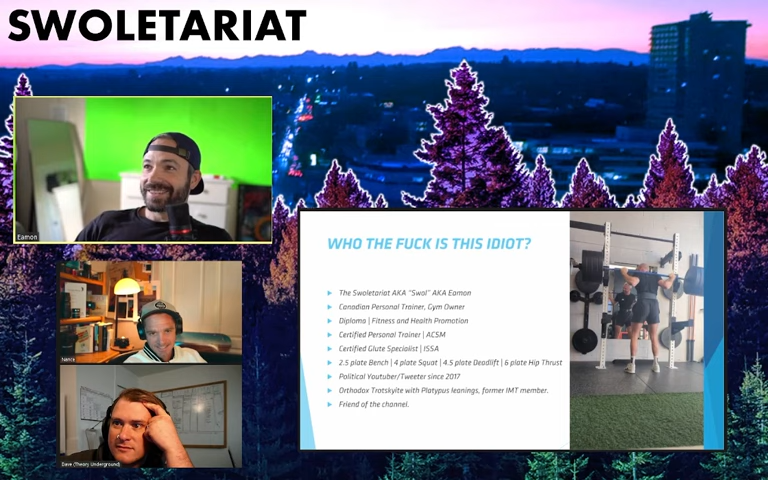 SWOLETARIAT
Eamon
Nance
Dave (Theory Underground)
WHO THE FUCK IS THIS IDIOT?
The Swoletariat AKA "Swol" AKA Eamon
Canadian Personal Trainer, Gym Owner
Diploma | Fitness and Health Promotion
Certified Personal Trainer | ACSM
Certified Glute Specialist | ISSA
2.5 plate Bench | 4 plate Squat | 4.5 plate Deadlift | 6 plate Hip Thrust
Political Youtuber/Tweeter since 2017
Orthodox Trotskyite with Platypus leanings, former IMT member.
Friend of the channel.